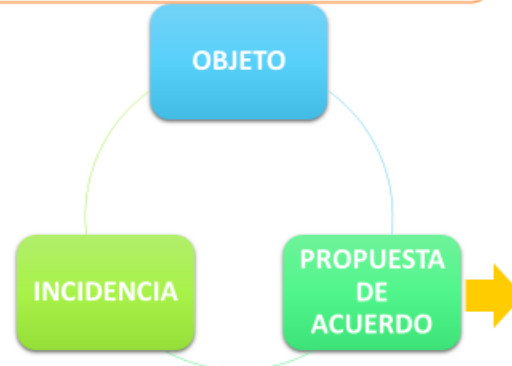 OBJETO
INCIDENCIA
PROPUESTA
DE
ACUERDO